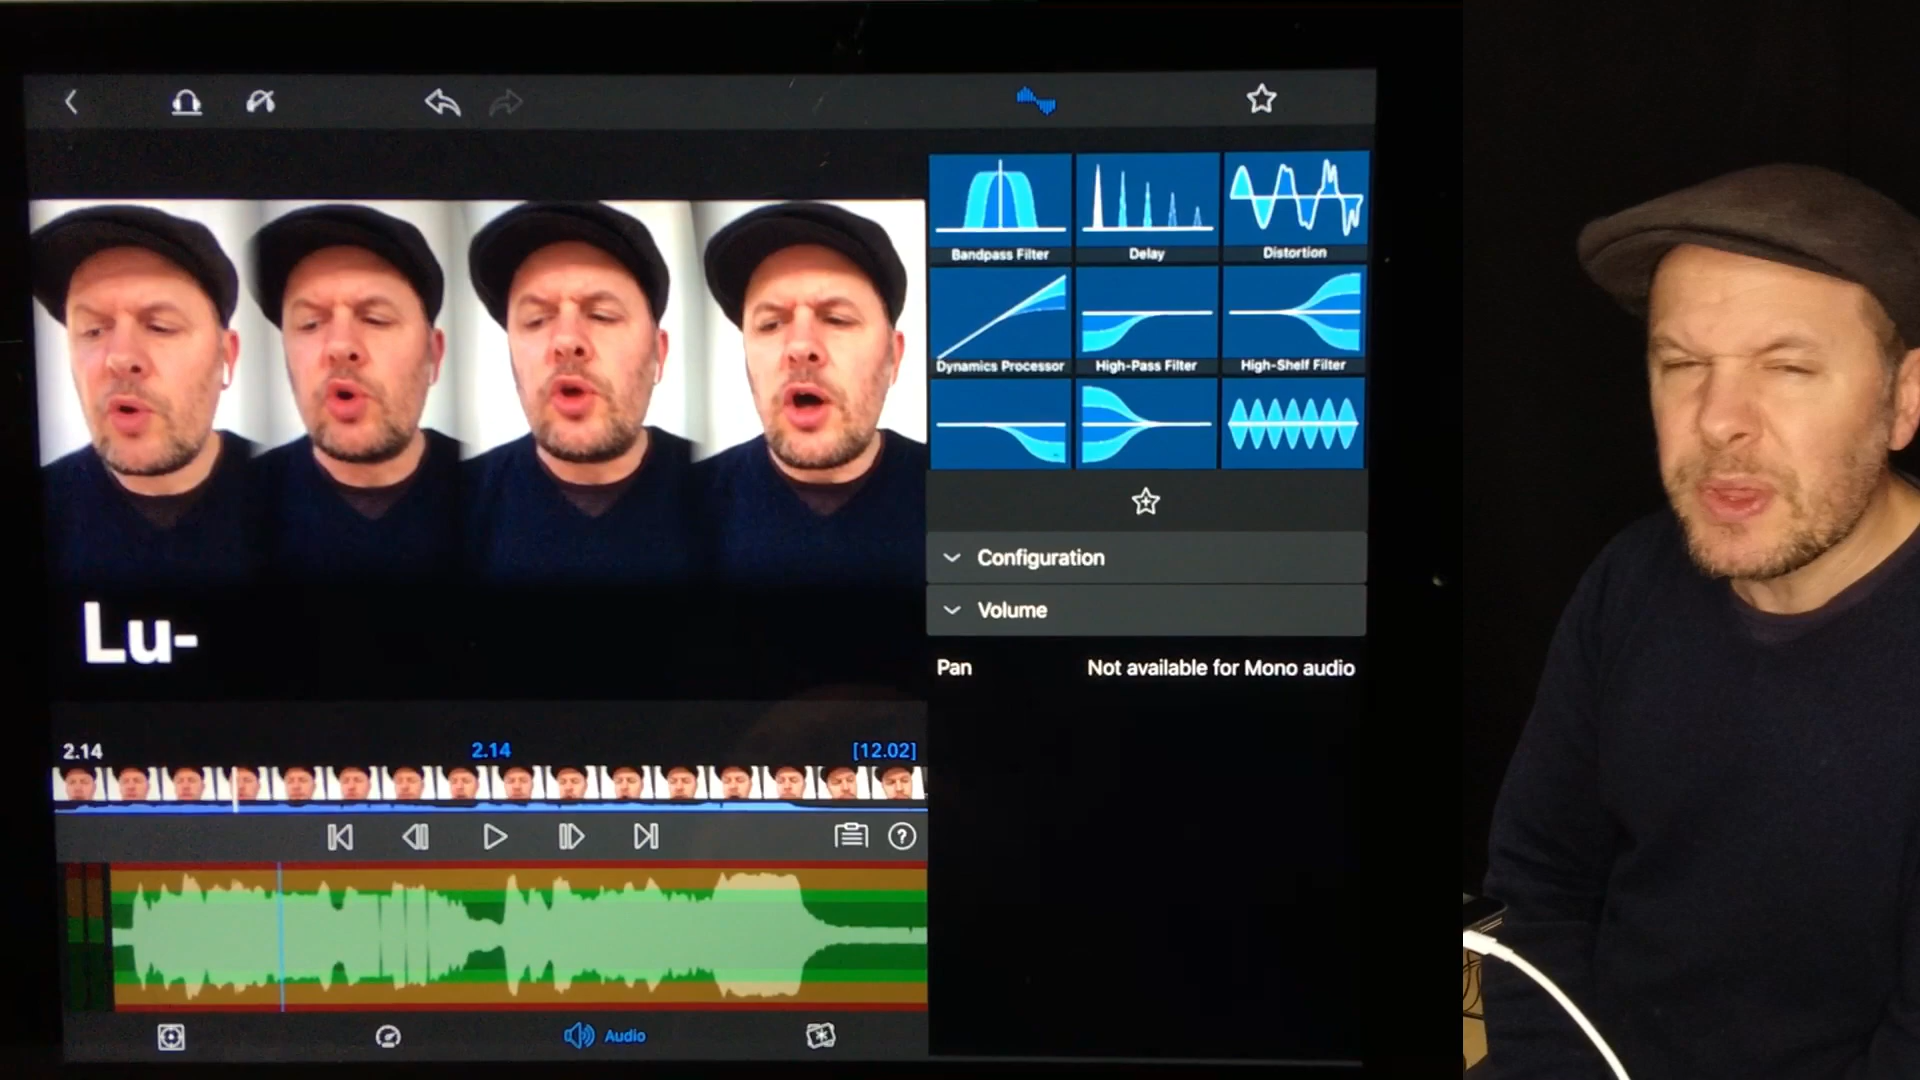 Bandpass Filter
Delay
Distortion
Dynamics Processor
High-Pass Filter
High-Shelf Filter
Configuration
Volume
Pan
Not available for Mono audio
Lu-
2.14
2.14
[12.02]
?
Audio